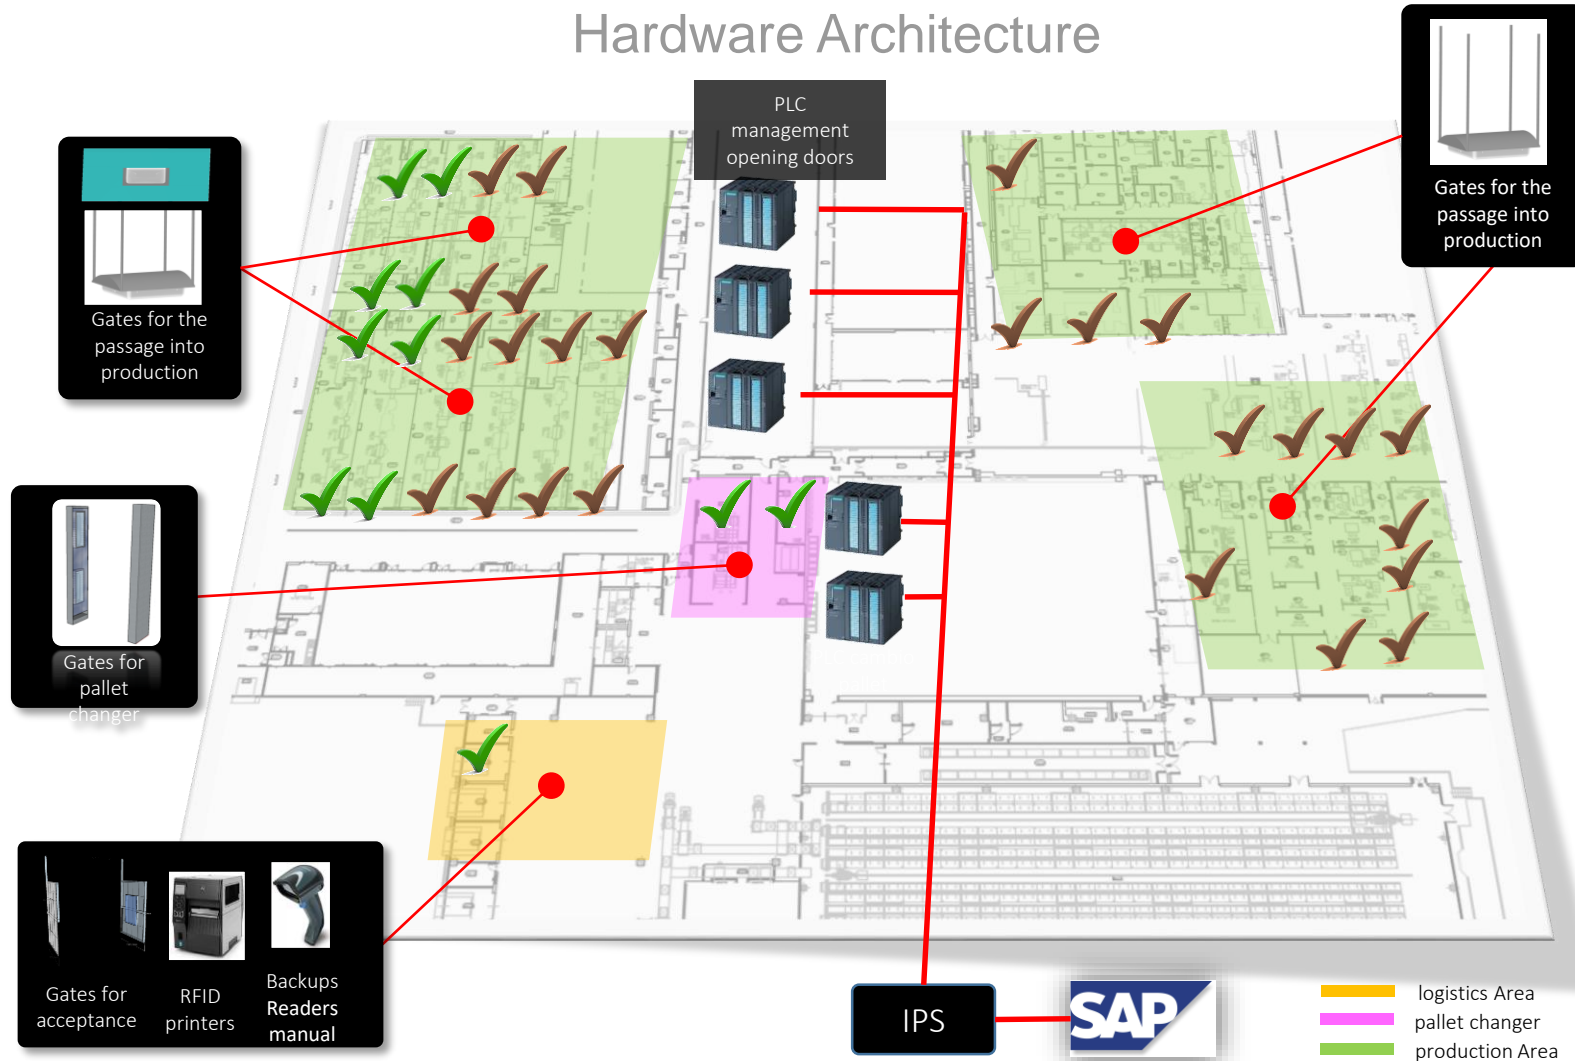 Hardware Architecture
PLC
management
opening doors
Gates for the
passage into
production
Gates for the
passage into
production
Gates for
pallet
changer
Gates for
acceptance
RFID
printers
Backups
Readers
manual
IPS
SAP
logistics Area
pallet changer
production Area